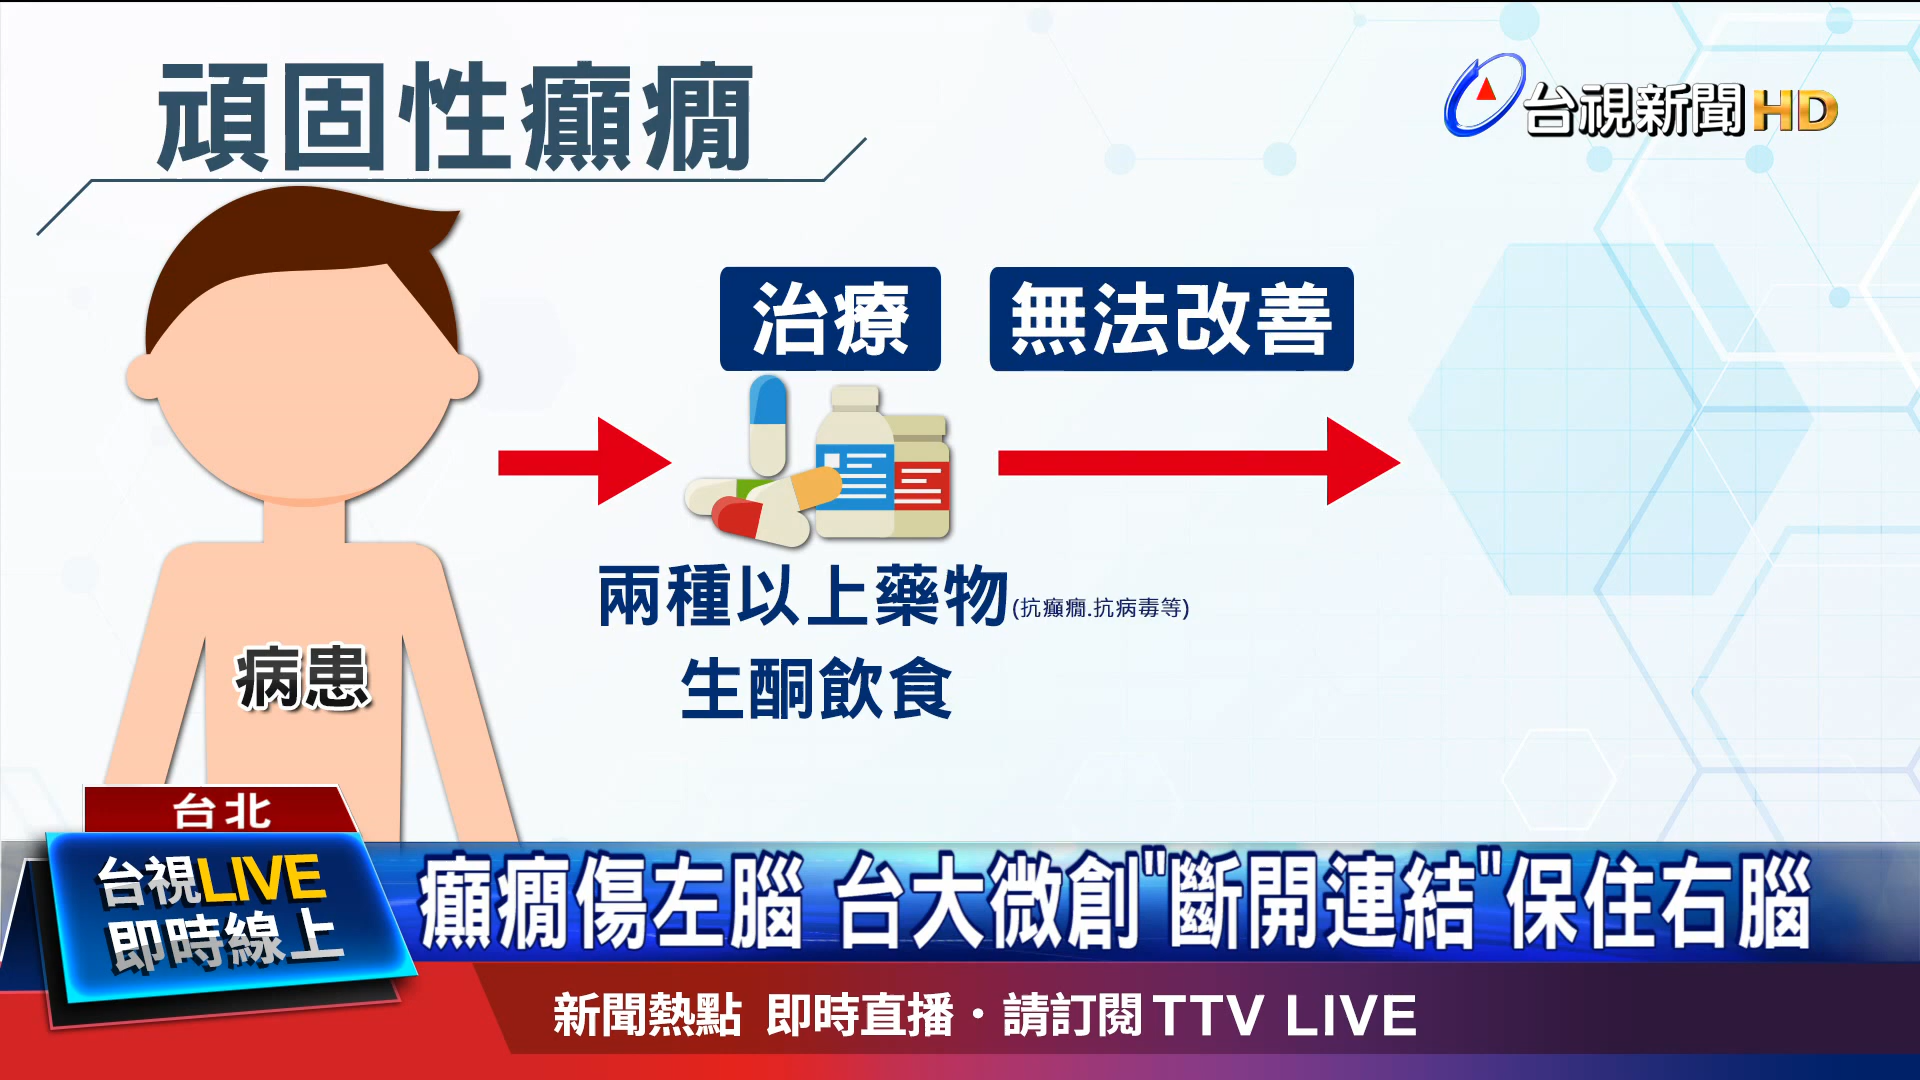 頑固性癲癇
台視新聞HD
治療
無法改善
兩種以上藥物(抗癲癇.抗病毒等)
生酮飲食
病患
台北
台視LIVE
即時線上
癲癇傷左腦 台大微創"斷開連結"保住右腦
新聞熱點 即時直播・請訂閱TTV LIVE